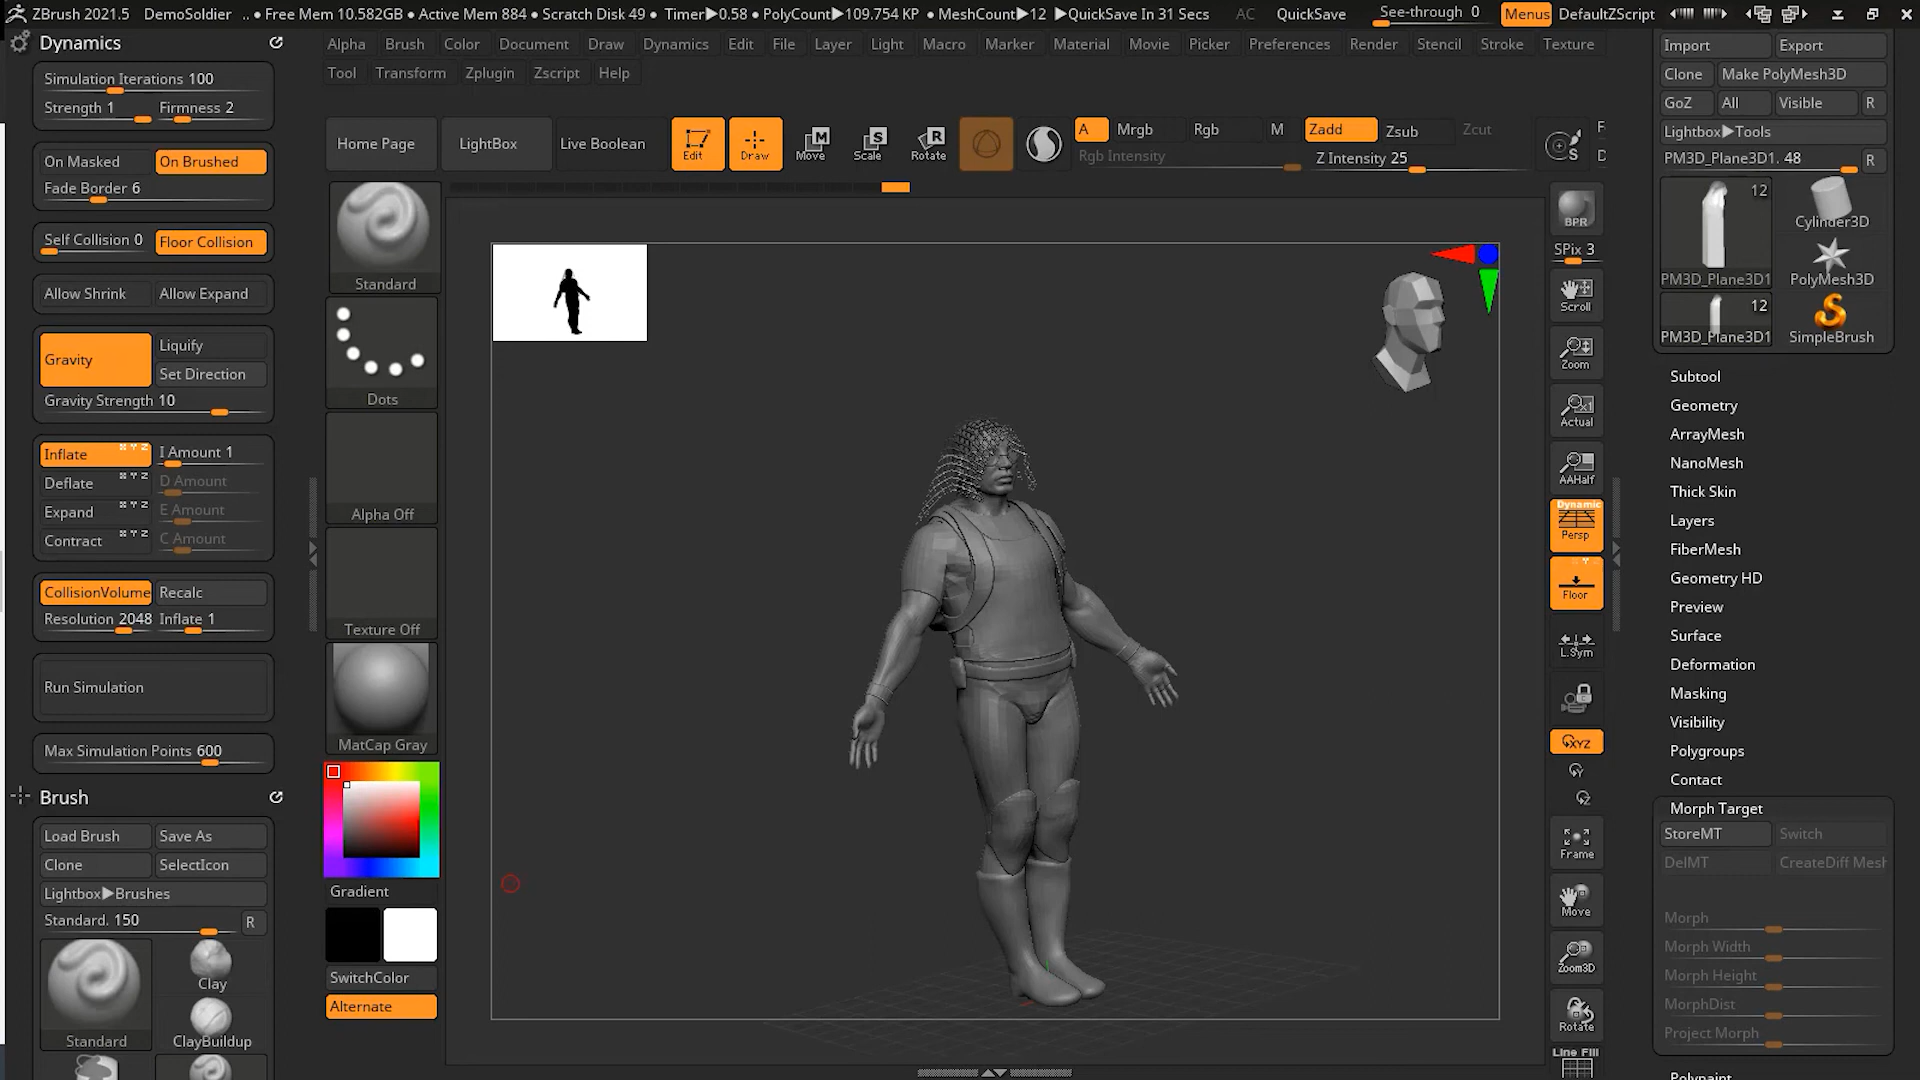 ZBrush 2021.5 DemoSoldier .. • Free Mem 10.582GB • Active Mem 884 • Scratch Disk 49 • Timer▶0.58 • PolyCount▶109.754 KP • MeshCount▶12 ▶QuickSave In 31 Secs AC QuickSave See-through 0 Menus DefaultZScript
Dynamics
Alpha Brush Color Document Draw Dynamics Edit File Layer Light Macro Marker Material Movie Picker Preferences Render Stencil Stroke Texture
Tool Transform Zplugin Zscript Help
Simulation Iterations 100
Strength 1 Firmness 2
On Masked On Brushed
Fade Border 6
Self Collision 0 Floor Collision
Allow Shrink Allow Expand
Gravity Liquify
Set Direction
Gravity Strength 10
Inflate X Y Z I Amount 1
Deflate X Y Z D Amount
Expand X Y Z E Amount
Contract X Y Z C Amount
CollisionVolume Recalc
Resolution 2048 Inflate 1
Run Simulation
Max Simulation Points 600
Brush
Load Brush Save As
Clone SelectIcon
Lightbox▶Brushes
Standard. 150 R
Clay
Standard ClayBuildup
Home Page LightBox Live Boolean Edit Draw Move Scale Rotate
A Mrgb Rgb M Zadd Zsub Zcut
Rgb Intensity Z Intensity 25
S
F
D
Standard
Dots
Alpha Off
Texture Off
MatCap Gray
Gradient
SwitchColor
Alternate
BPR
SPix 3
Scroll
Zoom
Actual
AAHalf
Dynamic
Persp
Floor
L.Sym
XYZ
Y
Z
Frame
Move
Zoom3D
Rotate
Line Fill
Import Export
Clone Make PolyMesh3D
GoZ All Visible R
Lightbox▶Tools
PM3D_Plane3D1. 48 R
12
Cylinder3D
PM3D_Plane3D1 PolyMesh3D
12
PM3D_Plane3D1 SimpleBrush
Subtool
Geometry
ArrayMesh
NanoMesh
Thick Skin
Layers
FiberMesh
Geometry HD
Preview
Surface
Deformation
Masking
Visibility
Polygroups
Contact
Morph Target
StoreMT Switch
DelMT CreateDiff Mesh
Morph
Morph Width
Morph Height
MorphDist
Project Morph
Polypaint